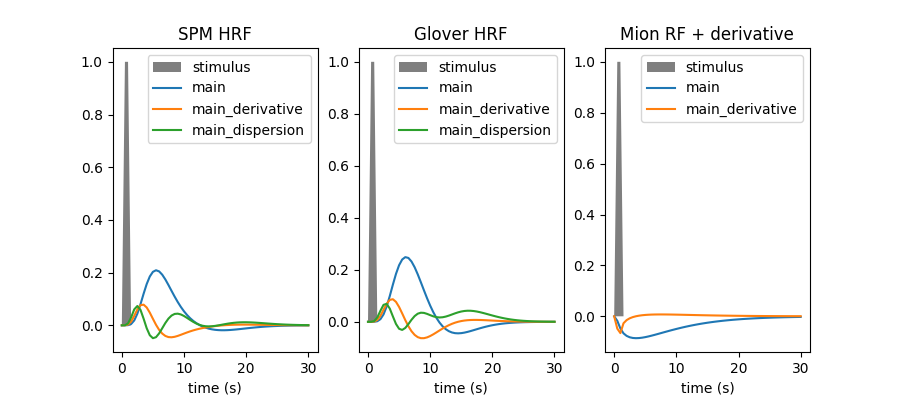 SPM HRF
1.0
0.8
0.6
0.4
0.2
0.0
stimulus
main
main_derivative
main_dispersion
0 10 20 30
time (s)
Glover HRF
1.0
0.8
0.6
0.4
0.2
0.0
stimulus
main
main_derivative
main_dispersion
0 10 20 30
time (s)
Mion RF + derivative
1.0
0.8
0.6
0.4
0.2
0.0
stimulus
main
main_derivative
0 10 20 30
time (s)